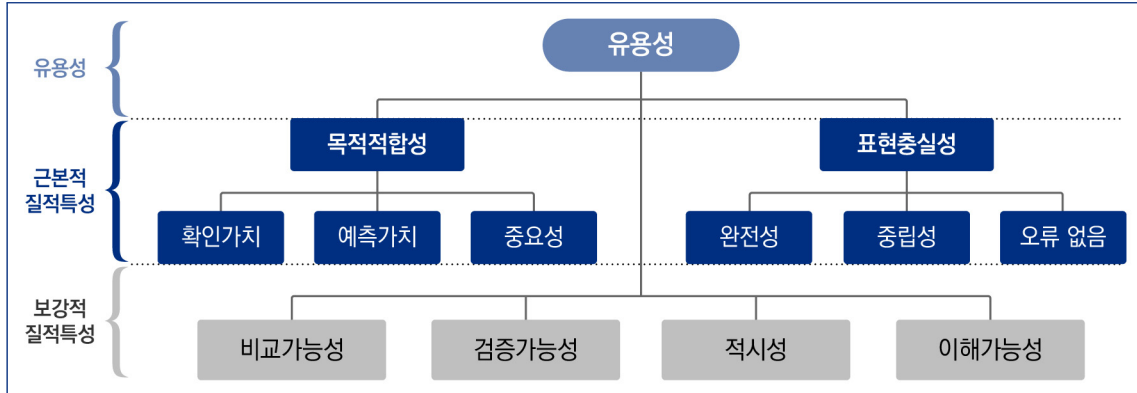 유용성
유용성
근본적
질적특성
목적적합성
표현충실성
확인가치
예측가치
중요성
완전성
중립성
오류 없음
보강적
질적특성
비교가능성
검증가능성
적시성
이해가능성